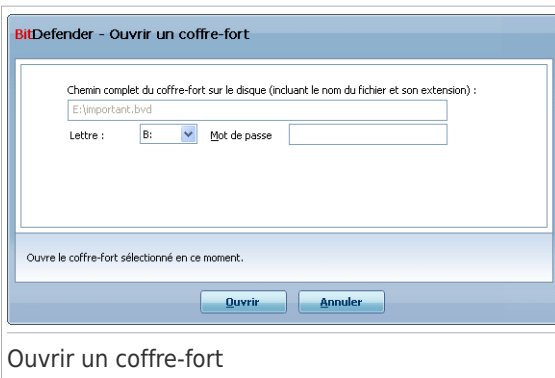 BitDefender - Ouvrir un coffre-fort
Chemin complet du coffre-fort sur le disque (incluant le nom du fichier et son extension) :
E:\important.bvd
Lettre : B: Mot de passe
Ouvre le coffre-fort sélectionné en ce moment.
Ouvrir Annuler
Ouvrir un coffre-fort